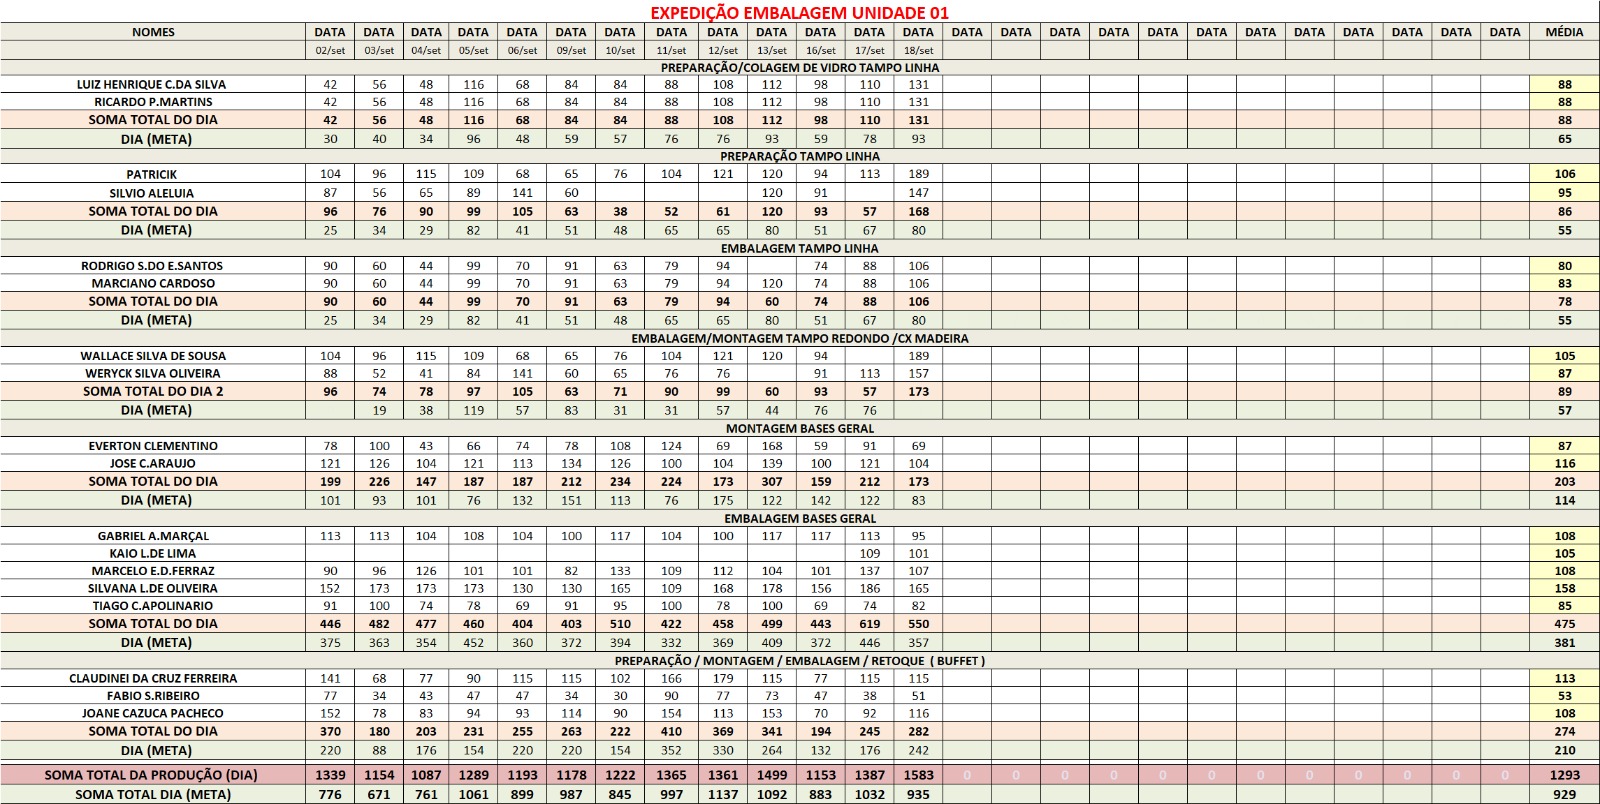 EXPEDIÇÃO EMBALAGEM UNIDADE 01
NOMES DATA DATA DATA DATA DATA DATA DATA DATA DATA DATA DATA DATA DATA DATA DATA DATA DATA DATA DATA DATA DATA DATA DATA DATA DATA MÉDIA
02/set 03/set 04/set 05/set 06/set 09/set 10/set 11/set 12/set 13/set 16/set 17/set 18/set
PREPARAÇÃO/COLAGEM DE VIDRO TAMPO LINHA
LUIZ HENRIQUE C.DA SILVA 42 56 48 116 68 84 84 88 108 112 98 110 131 88
RICARDO P.MARTINS 42 56 48 116 68 84 84 88 108 112 98 110 131 88
SOMA TOTAL DO DIA 42 56 48 116 68 84 84 88 108 112 98 110 131 88
DIA (META) 30 40 34 96 48 59 57 76 76 93 59 78 93 65
PREPARAÇÃO TAMPO LINHA
PATRICIK 104 96 115 109 68 65 76 104 121 120 94 113 189 106
SILVIO ALELUIA 87 56 65 89 141 60 120 91 147 95
SOMA TOTAL DO DIA 96 76 90 99 105 63 38 52 61 120 93 57 168 86
DIA (META) 25 34 29 82 41 51 48 65 65 80 51 67 80 55
EMBALAGEM TAMPO LINHA
RODRIGO S.DO E.SANTOS 90 60 44 99 70 91 63 79 94 74 88 106 80
MARCIANO CARDOSO 90 60 44 99 70 91 63 79 94 120 74 88 106 83
SOMA TOTAL DO DIA 90 60 44 99 70 91 63 79 94 60 74 88 106 78
DIA (META) 25 34 29 82 41 51 48 65 65 80 51 67 80 55
EMBALAGEM/MONTAGEM TAMPO REDONDO /CX MADEIRA
WALLACE SILVA DE SOUSA 104 96 115 109 68 65 76 104 121 120 94 189 105
WERYCK SILVA OLIVEIRA 88 52 41 84 141 60 65 76 76 91 113 157 87
SOMA TOTAL DO DIA 2 96 74 78 97 105 63 71 90 99 60 93 57 173 89
DIA (META) 19 38 119 57 83 31 31 57 44 76 76 57
MONTAGEM BASES GERAL
EVERTON CLEMENTINO 78 100 43 66 74 78 108 124 69 168 59 91 69 87
JOSE C.ARAUJO 121 126 104 121 113 134 126 100 104 139 100 121 104 116
SOMA TOTAL DO DIA 199 226 147 187 187 212 234 224 173 307 159 212 173 203
DIA (META) 101 93 101 76 132 151 113 76 175 122 142 122 83 114
EMBALAGEM BASES GERAL
GABRIEL A.MARÇAL 113 113 104 108 104 100 117 104 100 117 117 113 95 108
KAIO L.DE LIMA 109 101 105
MARCELO E.D.FERRAZ 90 96 126 101 101 82 133 109 112 104 101 137 107 108
SILVANA L.DE OLIVEIRA 152 173 173 173 130 130 165 109 168 178 156 186 165 158
TIAGO C.APOLINARIO 91 100 74 78 69 91 95 100 78 100 69 74 82 85
SOMA TOTAL DO DIA 446 482 477 460 404 403 510 422 458 499 443 619 550 475
DIA (META) 375 363 354 452 360 372 394 332 369 409 372 446 357 381
PREPARAÇÃO / MONTAGEM / EMBALAGEM / RETOQUE ( BUFFET )
CLAUDINEI DA CRUZ FERREIRA 141 68 77 90 115 115 102 166 179 115 77 115 115 113
FABIO S.RIBEIRO 77 34 43 47 47 34 30 90 77 73 47 38 51 53
JOANE CAZUCA PACHECO 152 78 83 94 93 114 90 154 113 153 70 92 116 108
SOMA TOTAL DO DIA 370 180 203 231 255 263 222 410 369 341 194 245 282 274
DIA (META) 220 88 176 154 220 220 154 352 330 264 132 176 242 210
SOMA TOTAL DA PRODUÇÃO (DIA) 1339 1154 1087 1289 1193 1178 1222 1365 1361 1499 1153 1387 1583 0 0 0 0 0 0 0 0 0 0 0 0 1293
SOMA TOTAL DIA (META) 776 671 761 1061 899 987 845 997 1137 1092 883 1032 935 929